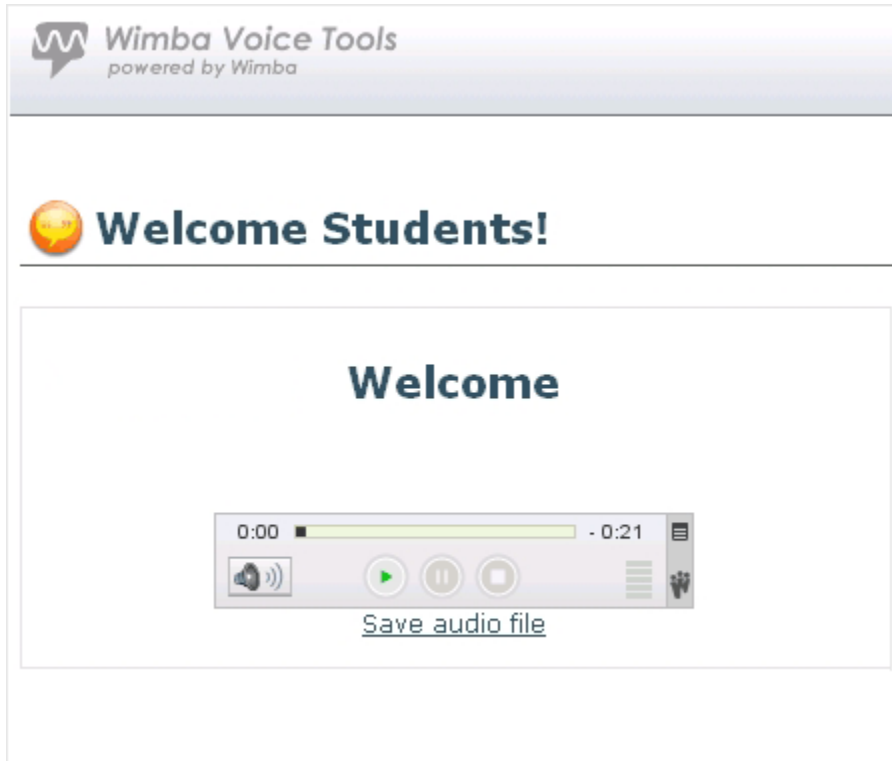 Wimba Voice Tools
powered by Wimba
Welcome Students!
Welcome
0:00 - 0:21
Save audio file